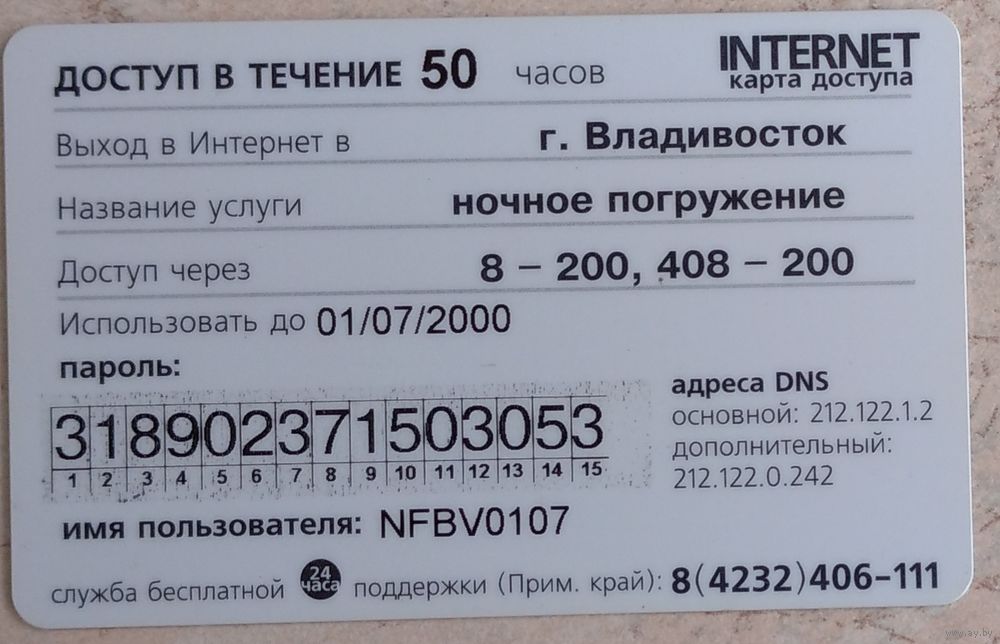 ДОСТУП В ТЕЧЕНИЕ 50 часов
INTERNET
карта доступа
Выход в Интернет в г. Владивосток
Название услуги ночное погружение
Доступ через 8 – 200, 408 – 200
Использовать до 01/07/2000
пароль:
318902371503053
1 2 3 4 5 6 7 8 9 10 11 12 13 14 15
адреса DNS
основной: 212.122.1.2
дополнительный:
212.122.0.242
имя пользователя: NFBV0107
служба бесплатной 24 часа поддержки (Прим. край): 8(4232)406-111
www.ay.by